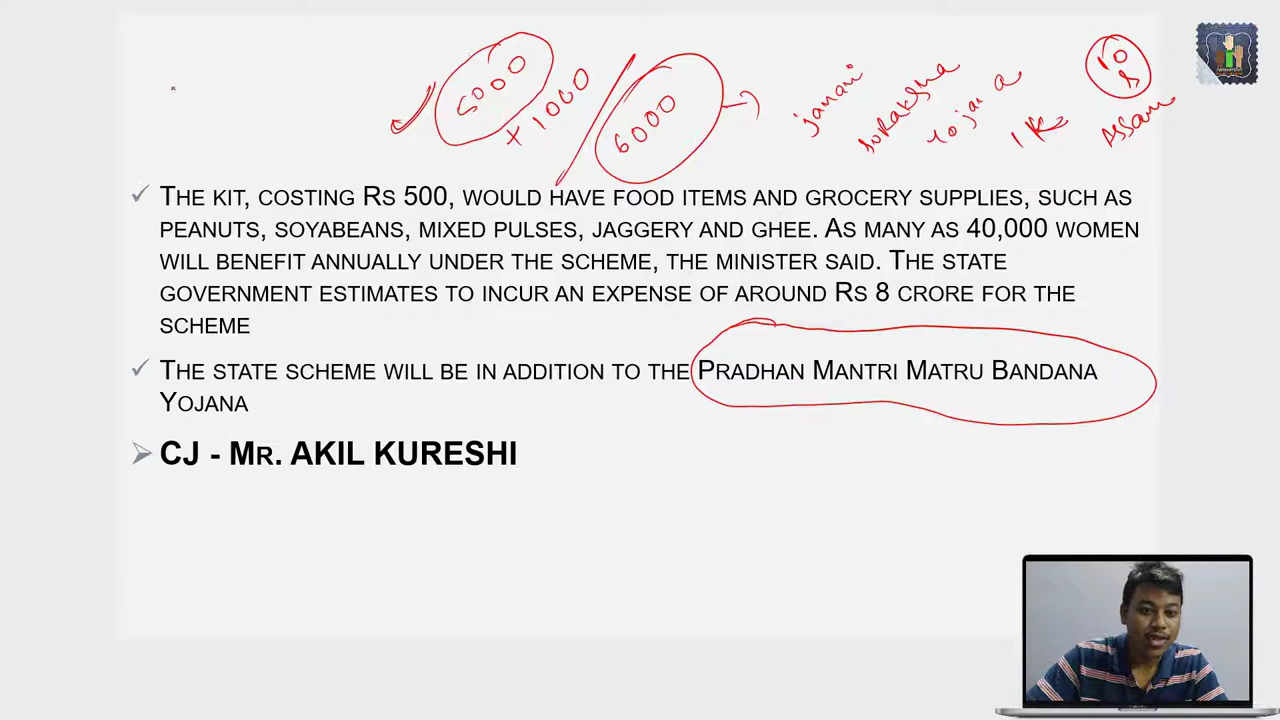 5000
+ 1000
6000
janani
suraksha
Yojana
1K
Assam
✓ THE KIT, COSTING RS 500, WOULD HAVE FOOD ITEMS AND GROCERY SUPPLIES, SUCH AS
PEANUTS, SOYABEANS, MIXED PULSES, JAGGERY AND GHEE. AS MANY AS 40,000 WOMEN
WILL BENEFIT ANNUALLY UNDER THE SCHEME, THE MINISTER SAID. THE STATE
GOVERNMENT ESTIMATES TO INCUR AN EXPENSE OF AROUND RS 8 CRORE FOR THE
SCHEME
✓ THE STATE SCHEME WILL BE IN ADDITION TO THE PRADHAN MANTRI MATRU BANDANA
YOJANA
➢ CJ - MR. AKIL KURESHI